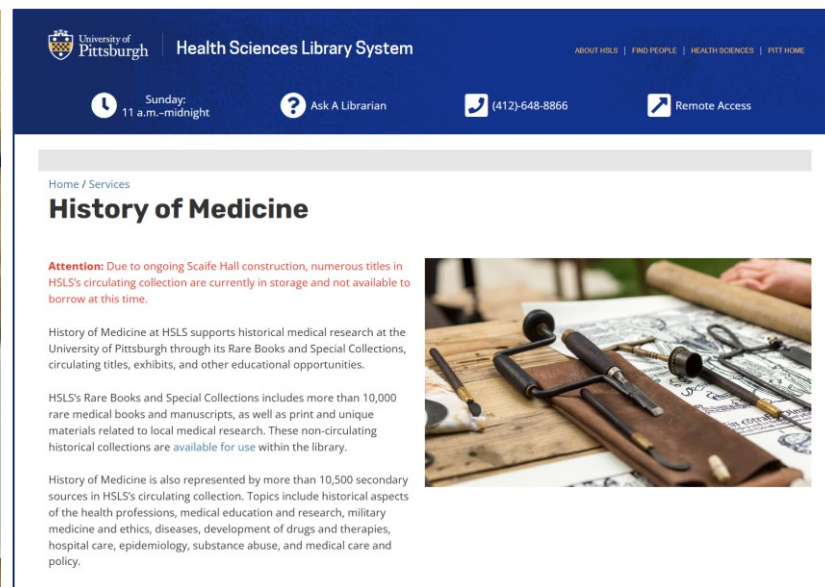 University of
Pittsburgh
Health Sciences Library System
ABOUT HSLS | FIND PEOPLE | HEALTH SCIENCES | PITT HOME
Sunday:
11 a.m.–midnight
Ask A Librarian
(412)-648-8866
Remote Access
Home / Services
History of Medicine
Attention: Due to ongoing Scaife Hall construction, numerous titles in
HSLS's circulating collection are currently in storage and not available to
borrow at this time.
History of Medicine at HSLS supports historical medical research at the
University of Pittsburgh through its Rare Books and Special Collections,
circulating titles, exhibits, and other educational opportunities.
HSLS's Rare Books and Special Collections includes more than 10,000
rare medical books and manuscripts, as well as print and unique
materials related to local medical research. These non-circulating
historical collections are available for use within the library.
History of Medicine is also represented by more than 10,500 secondary
sources in HSLS's circulating collection. Topics include historical aspects
of the health professions, medical education and research, military
medicine and ethics, diseases, development of drugs and therapies,
hospital care, epidemiology, substance abuse, and medical care and
policy.